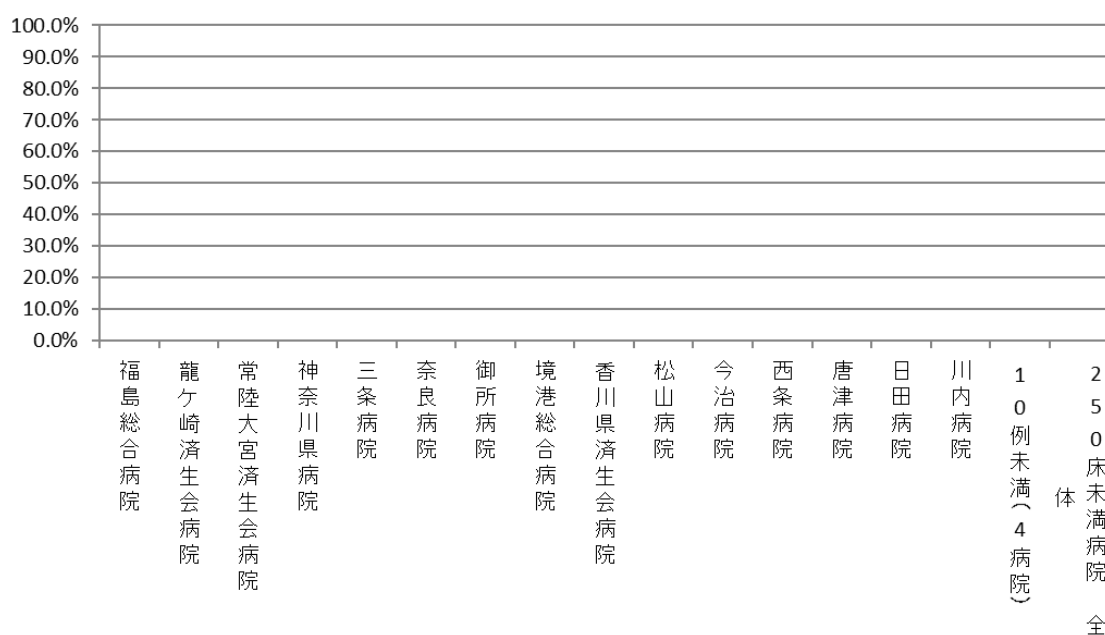 100.0%
90.0%
80.0%
70.0%
60.0%
50.0%
40.0%
30.0%
20.0%
10.0%
0.0%
福島総合病院
龍ケ崎済生会病院
常陸大宮済生会病院
神奈川県病院
三条病院
奈良病院
御所病院
境港総合病院
香川県済生会病院
松山病院
今治病院
西条病院
唐津病院
日田病院
川内病院
10例未満(4病院)
250床未満病院 全
体